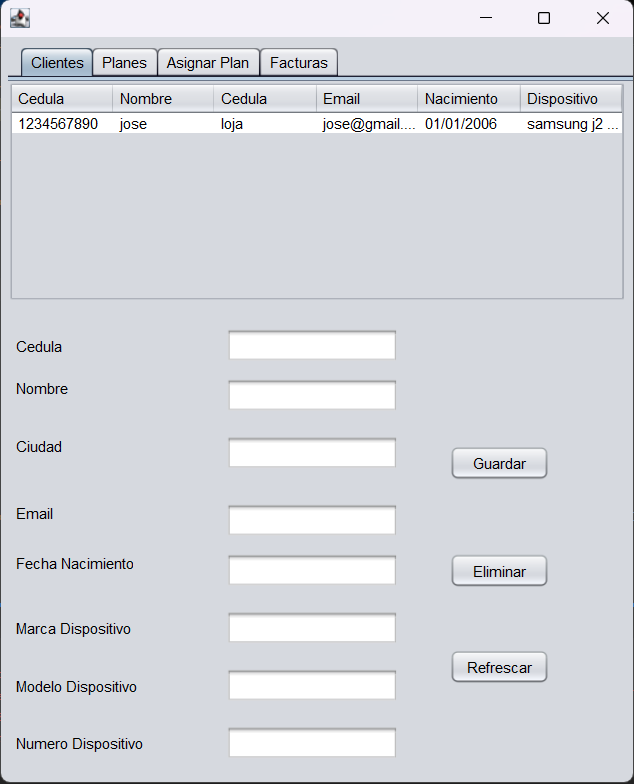 Clientes Planes Asignar Plan Facturas
Cedula Nombre Cedula Email Nacimiento Dispositivo
1234567890 jose loja jose@gmail.... 01/01/2006 samsung j2 ...
Cedula
Nombre
Ciudad
Guardar
Email
Fecha Nacimiento
Eliminar
Marca Dispositivo
Refrescar
Modelo Dispositivo
Numero Dispositivo